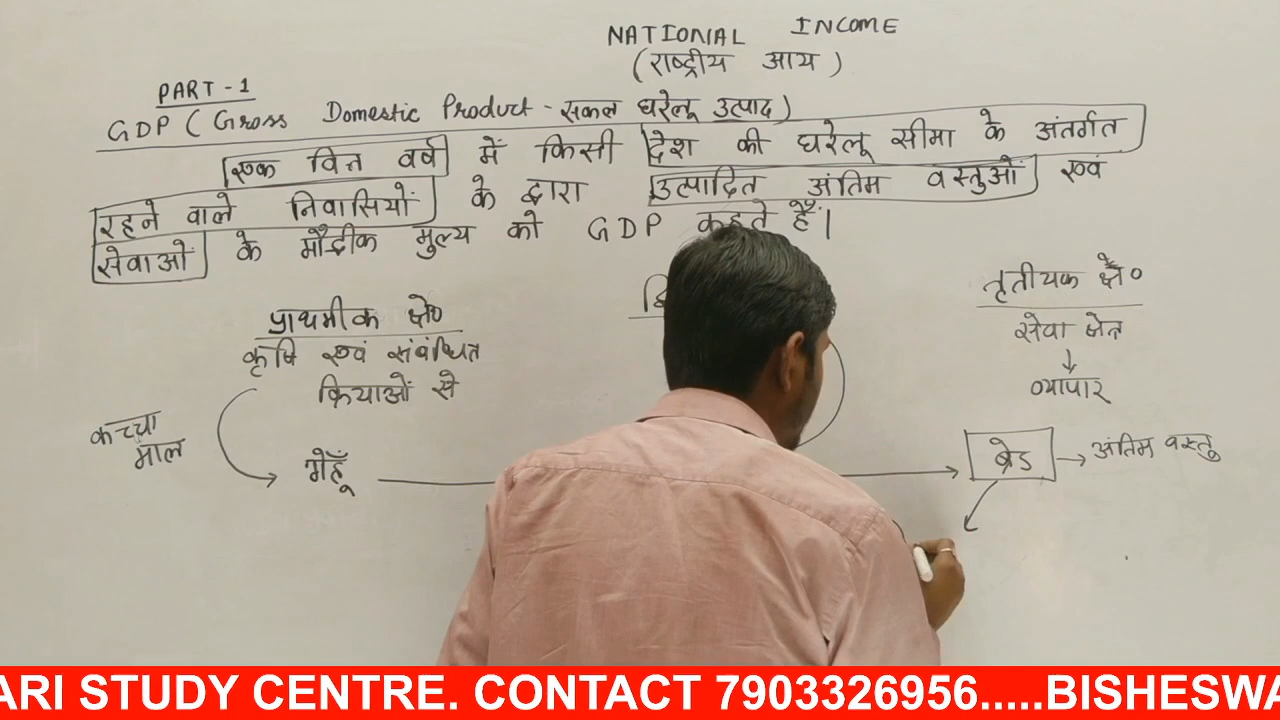 NATIONAL INCOME
(राष्ट्रीय आय)
PART-1
GDP (Gross Domestic Product - सकल घरेलू उत्पाद)
एक वित्त वर्ष में किसी देश की घरेलू सीमा के अंतर्गत
रहने वाले निवासियों के द्वारा उत्पादित अंतिम वस्तुओं एवं
सेवाओं के मौद्रीक मुल्य को GDP कहते हैं।
प्राथमीक क्षे०
कृषि एवं संबंधित
क्रियाओं से
कच्चा
माल
गेहूँ
तृतीयक क्षे०
सेवा क्षेत्र
व्यापार
ब्रेड
अंतिम वस्तु
ARI STUDY CENTRE. CONTACT 7903326956.....BISHESWA